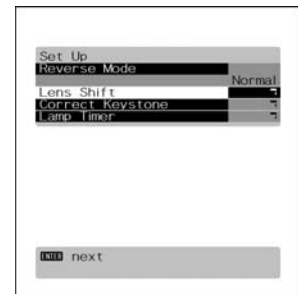 Set Up
Reverse Mode
Normal
Lens Shift
Correct Keystone
Lamp Timer
ENTER next